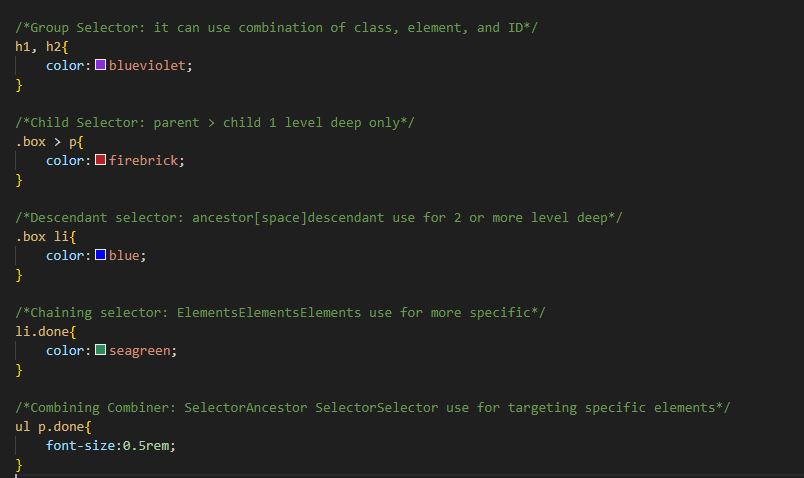 /*Group Selector: it can use combination of class, element, and ID*/
h1, h2{
    color:blueviolet;
}
/*Child Selector: parent > child 1 level deep only*/
.box > p{
    color:firebrick;
}
/*Descendant selector: ancestor[space]descendant use for 2 or more level deep*/
.box li{
    color:blue;
}
/*Chaining selector: ElementsElementsElements use for more specific*/
li.done{
    color:seagreen;
}
/*Combining Combiner: SelectorAncestor SelectorSelector use for targeting specific elements*/
ul p.done{
    font-size:0.5rem;
}